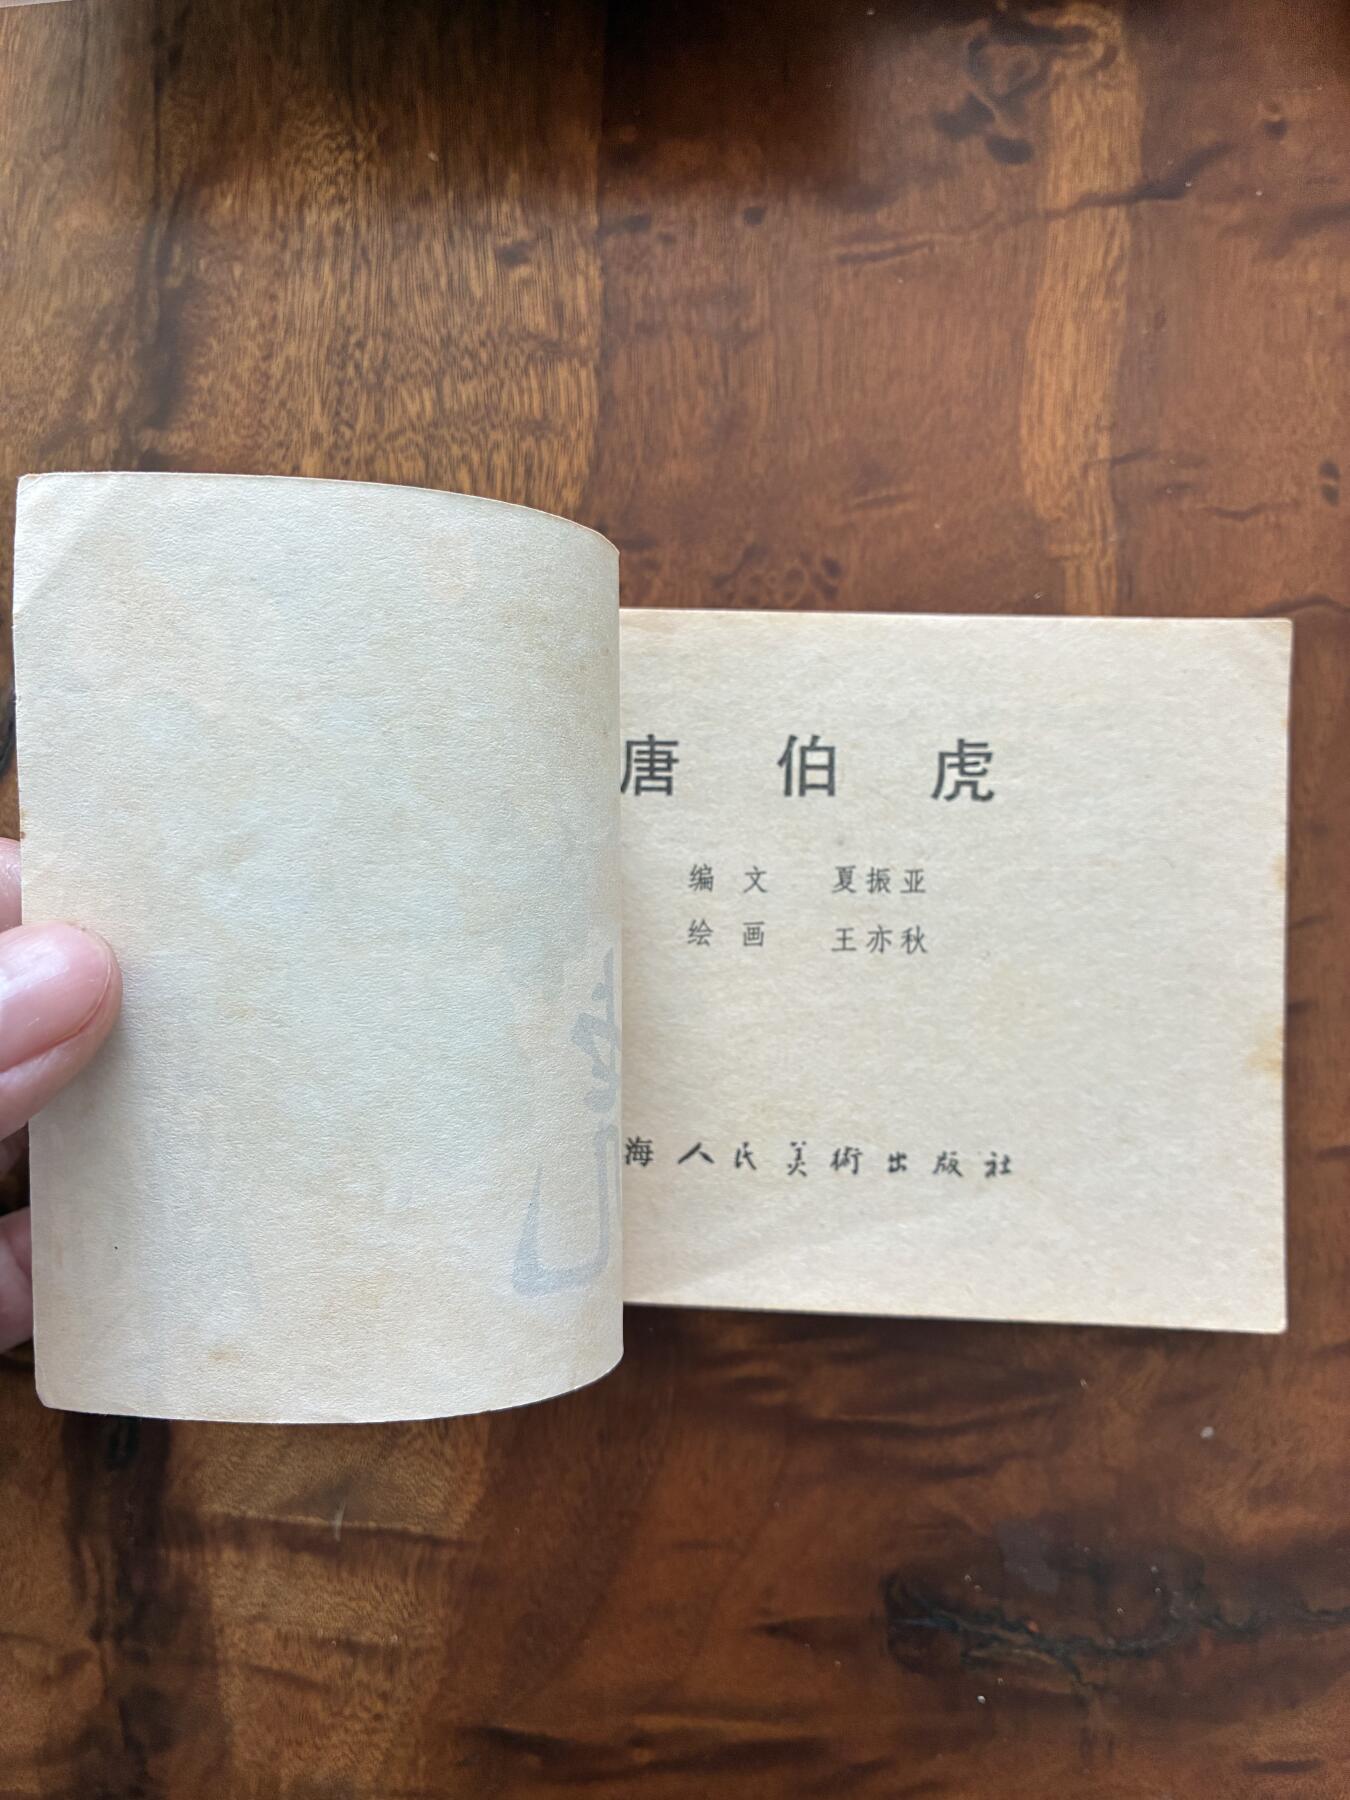 唐伯虎
编文 夏振亚
绘画 王亦秋
海人民美術出版社